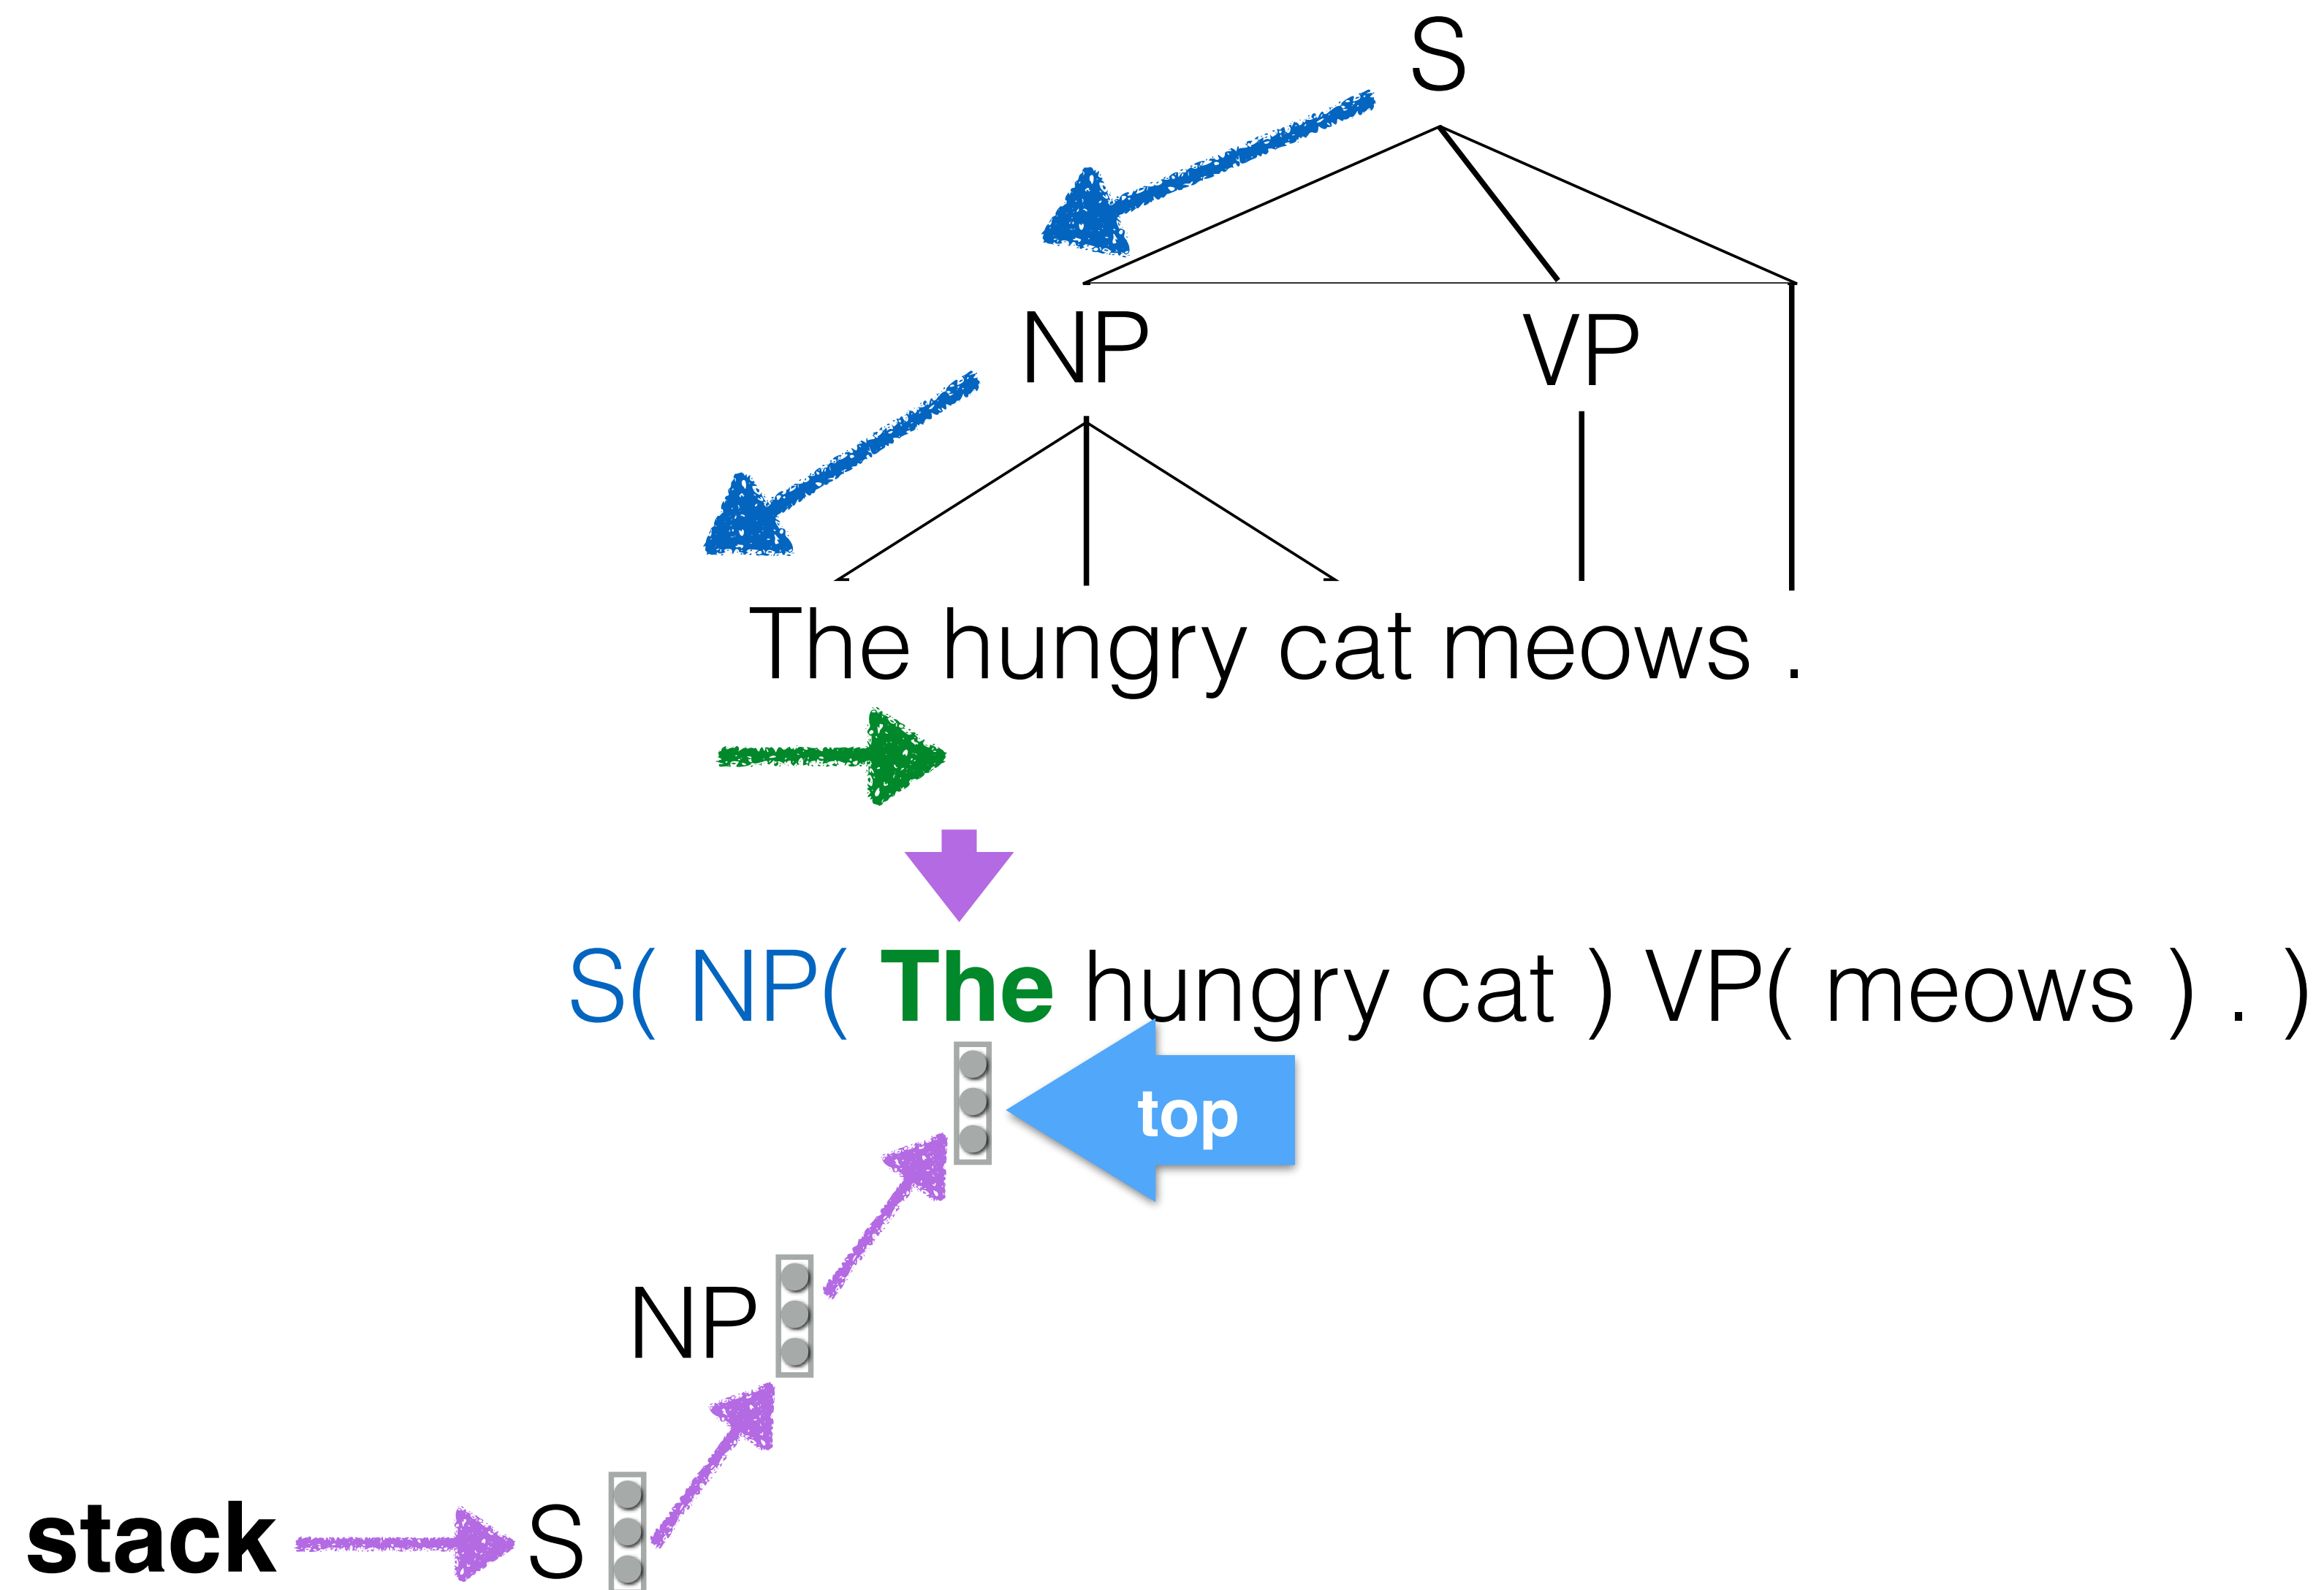 S
NP VP
The hungry cat meows .
S( NP( The hungry cat ) VP( meows ) . )
top
NP
stack S